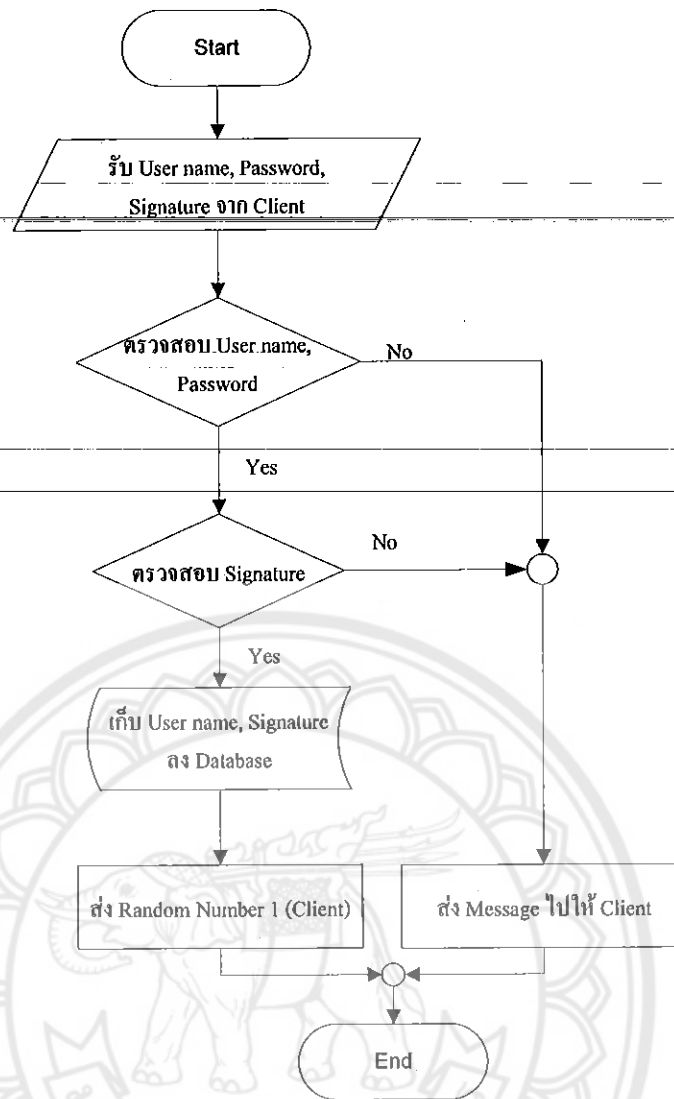 Start
รับ User name, Password,
Signature จาก Client
ตรวจสอบ User name,
Password
No
Yes
ตรวจสอบ Signature
No
Yes
เก็บ User name, Signature
ลง Database
ส่ง Random Number 1 (Client)
ส่ง Message ไปให้ Client
End